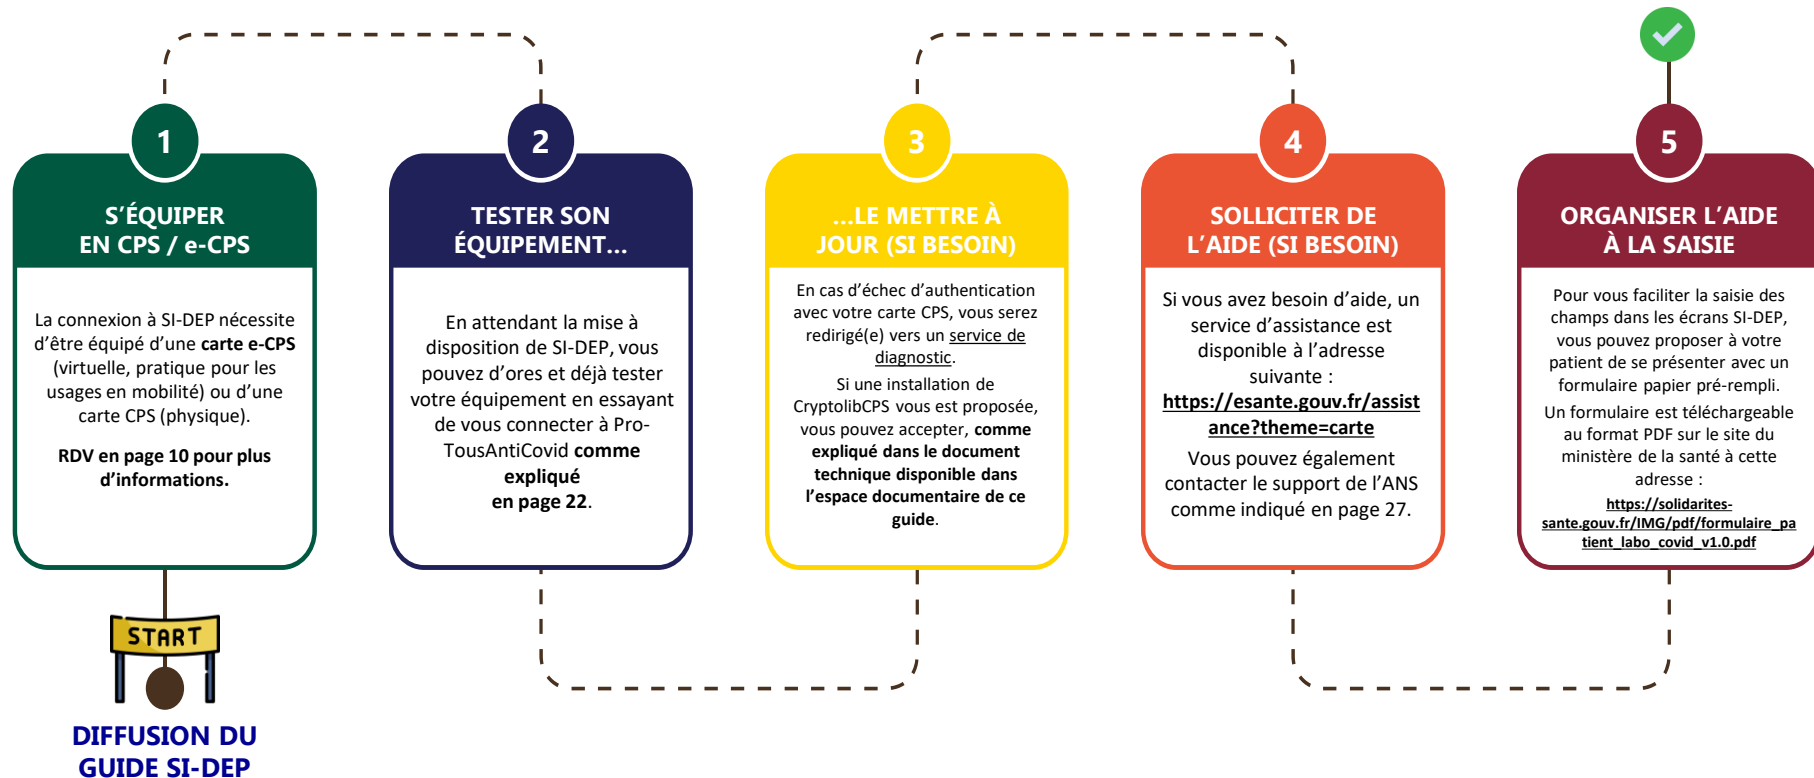 1
S’ÉQUIPER
EN CPS / e-CPS
La connexion à SI-DEP nécessite
d’être équipé d’une carte e-CPS
(virtuelle, pratique pour les
usages en mobilité) ou d’une
carte CPS (physique).
RDV en page 10 pour plus
d’informations.
START
DIFFUSION DU
GUIDE SI-DEP
2
TESTER SON
ÉQUIPEMENT...
En attendant la mise à
disposition de SI-DEP, vous
pouvez d’ores et déjà tester
votre équipement en essayant
de vous connecter à Pro-
TousAntiCovid comme
expliqué
en page 22.
3
...LE METTRE À
JOUR (SI BESOIN)
En cas d’échec d’authentication
avec votre carte CPS, vous serez
redirigé(e) vers un service de
diagnostic.
Si une installation de
CryptolibCPS vous est proposée,
vous pouvez accepter, comme
expliqué dans le document
technique disponible dans
l’espace documentaire de ce
guide.
4
SOLLICITER DE
L’AIDE (SI BESOIN)
Si vous avez besoin d’aide, un
service d’assistance est
disponible à l’adresse
suivante :
https://esante.gouv.fr/assist
ance?theme=carte
Vous pouvez également
contacter le support de l’ANS
comme indiqué en page 27.
5
ORGANISER L’AIDE
À LA SAISIE
Pour vous faciliter la saisie des
champs dans les écrans SI-DEP,
vous pouvez proposer à votre
patient de se présenter avec un
formulaire papier pré-rempli.
Un formulaire est téléchargeable
au format PDF sur le site du
ministère de la santé à cette
adresse :
https://solidarites-
sante.gouv.fr/IMG/pdf/formulaire_pa
tient_labo_covid_v1.0.pdf